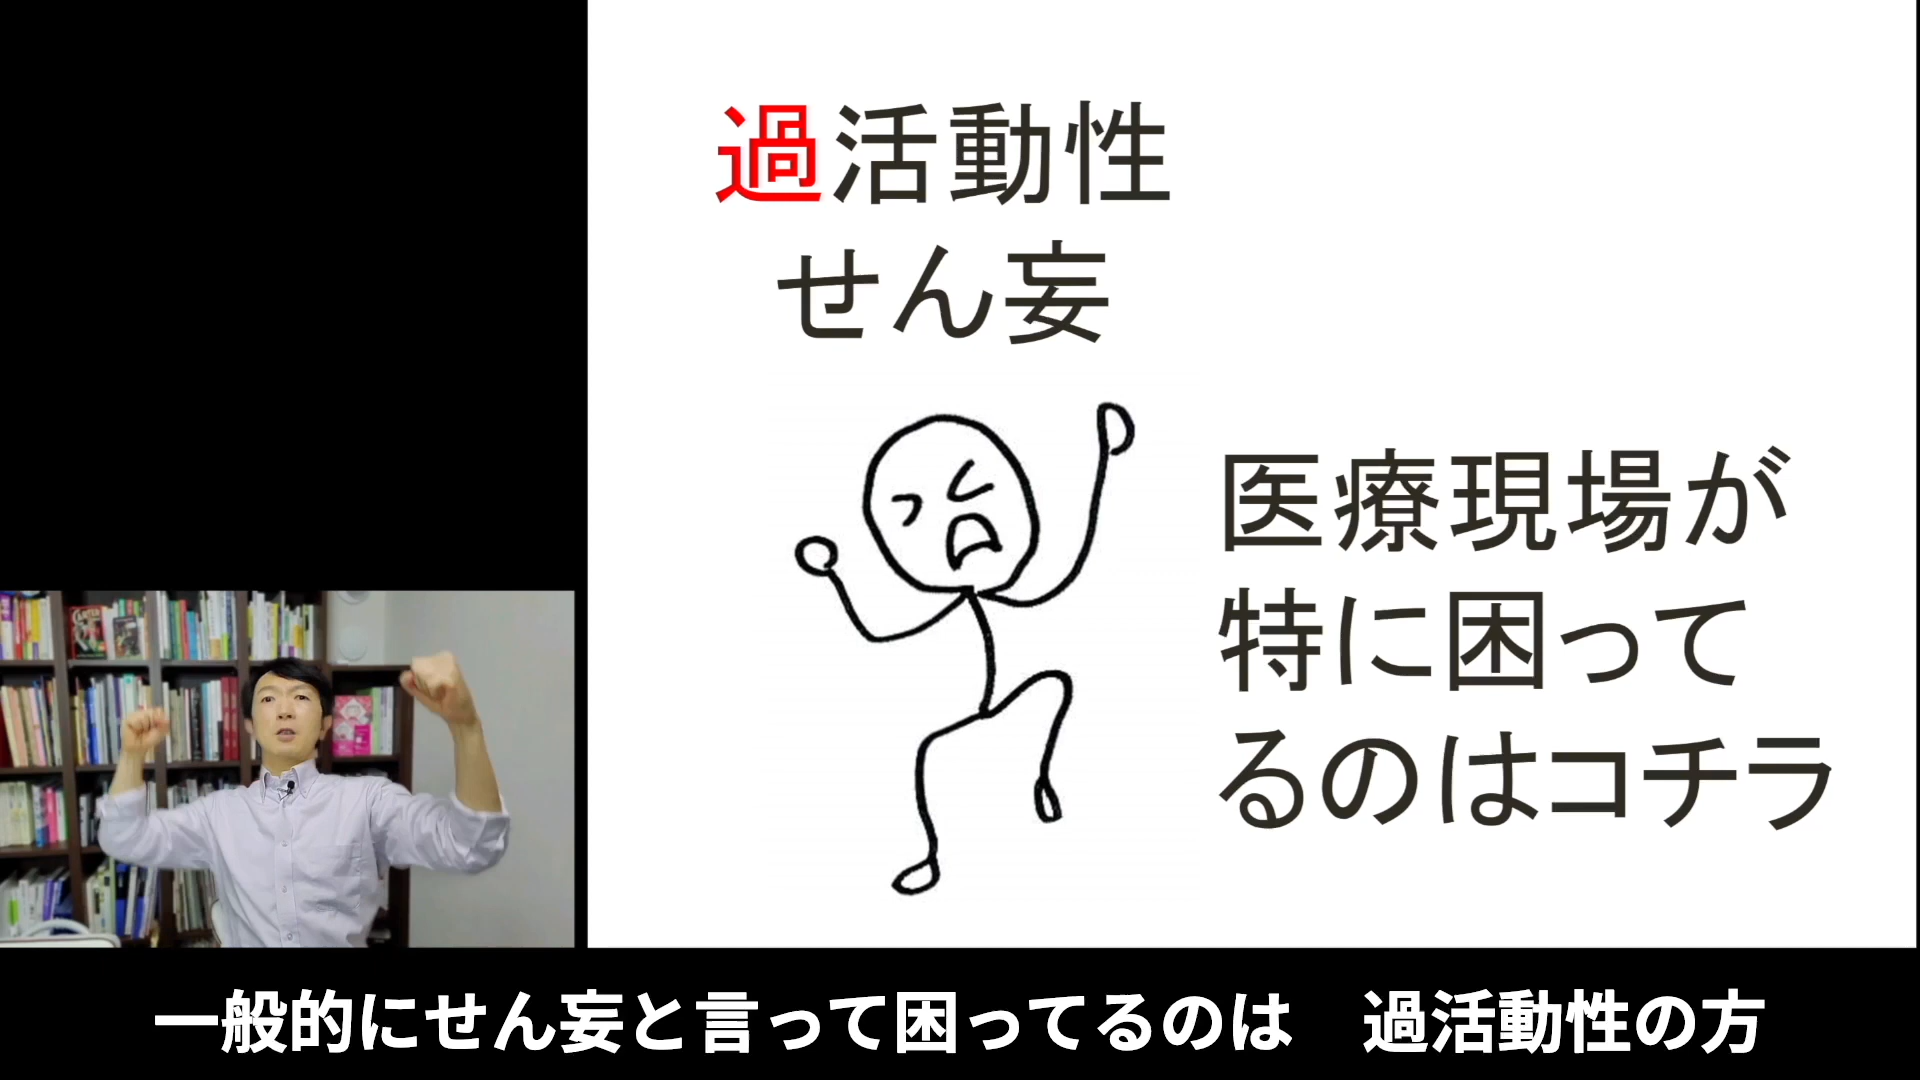 過活動性
せん妄
医療現場が
特に困って
るのはコチラ
一般的にせん妄と言って困ってるのは　過活動性の方